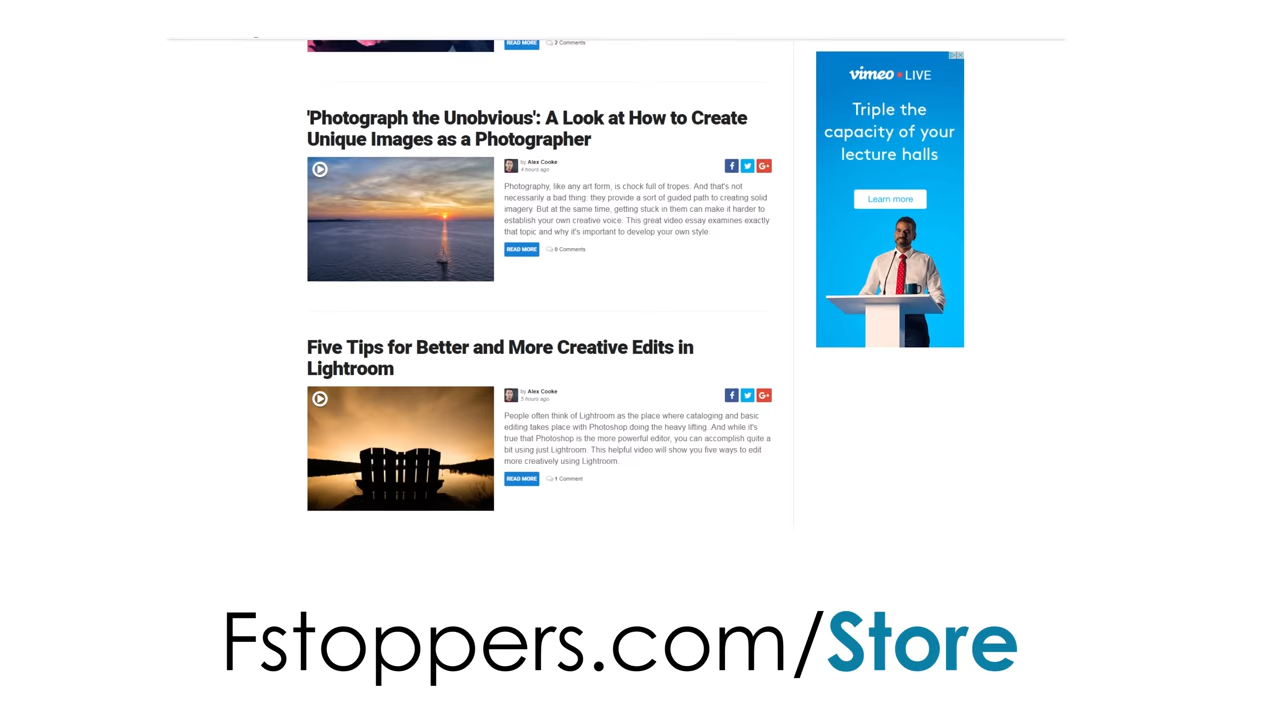 READ MORE 2 Comments
'Photograph the Unobvious': A Look at How to Create
Unique Images as a Photographer
by Alex Cooke
4 hours ago
Photography, like any art form, is chock full of tropes. And that's not
necessarily a bad thing: they provide a sort of guided path to creating solid
imagery. But at the same time, getting stuck in them can make it harder to
establish your own creative voice. This great video essay examines exactly
that topic and why it's important to develop your own style.
READ MORE 0 Comments
Five Tips for Better and More Creative Edits in
Lightroom
by Alex Cooke
5 hours ago
People often think of Lightroom as the place where cataloging and basic
editing takes place with Photoshop doing the heavy lifting. And while it's
true that Photoshop is the more powerful editor, you can accomplish quite a
bit using just Lightroom. This helpful video will show you five ways to edit
more creatively using Lightroom.
READ MORE 1 Comment
vimeo LIVE
Triple the
capacity of your
lecture halls
Learn more
Fstoppers.com/Store